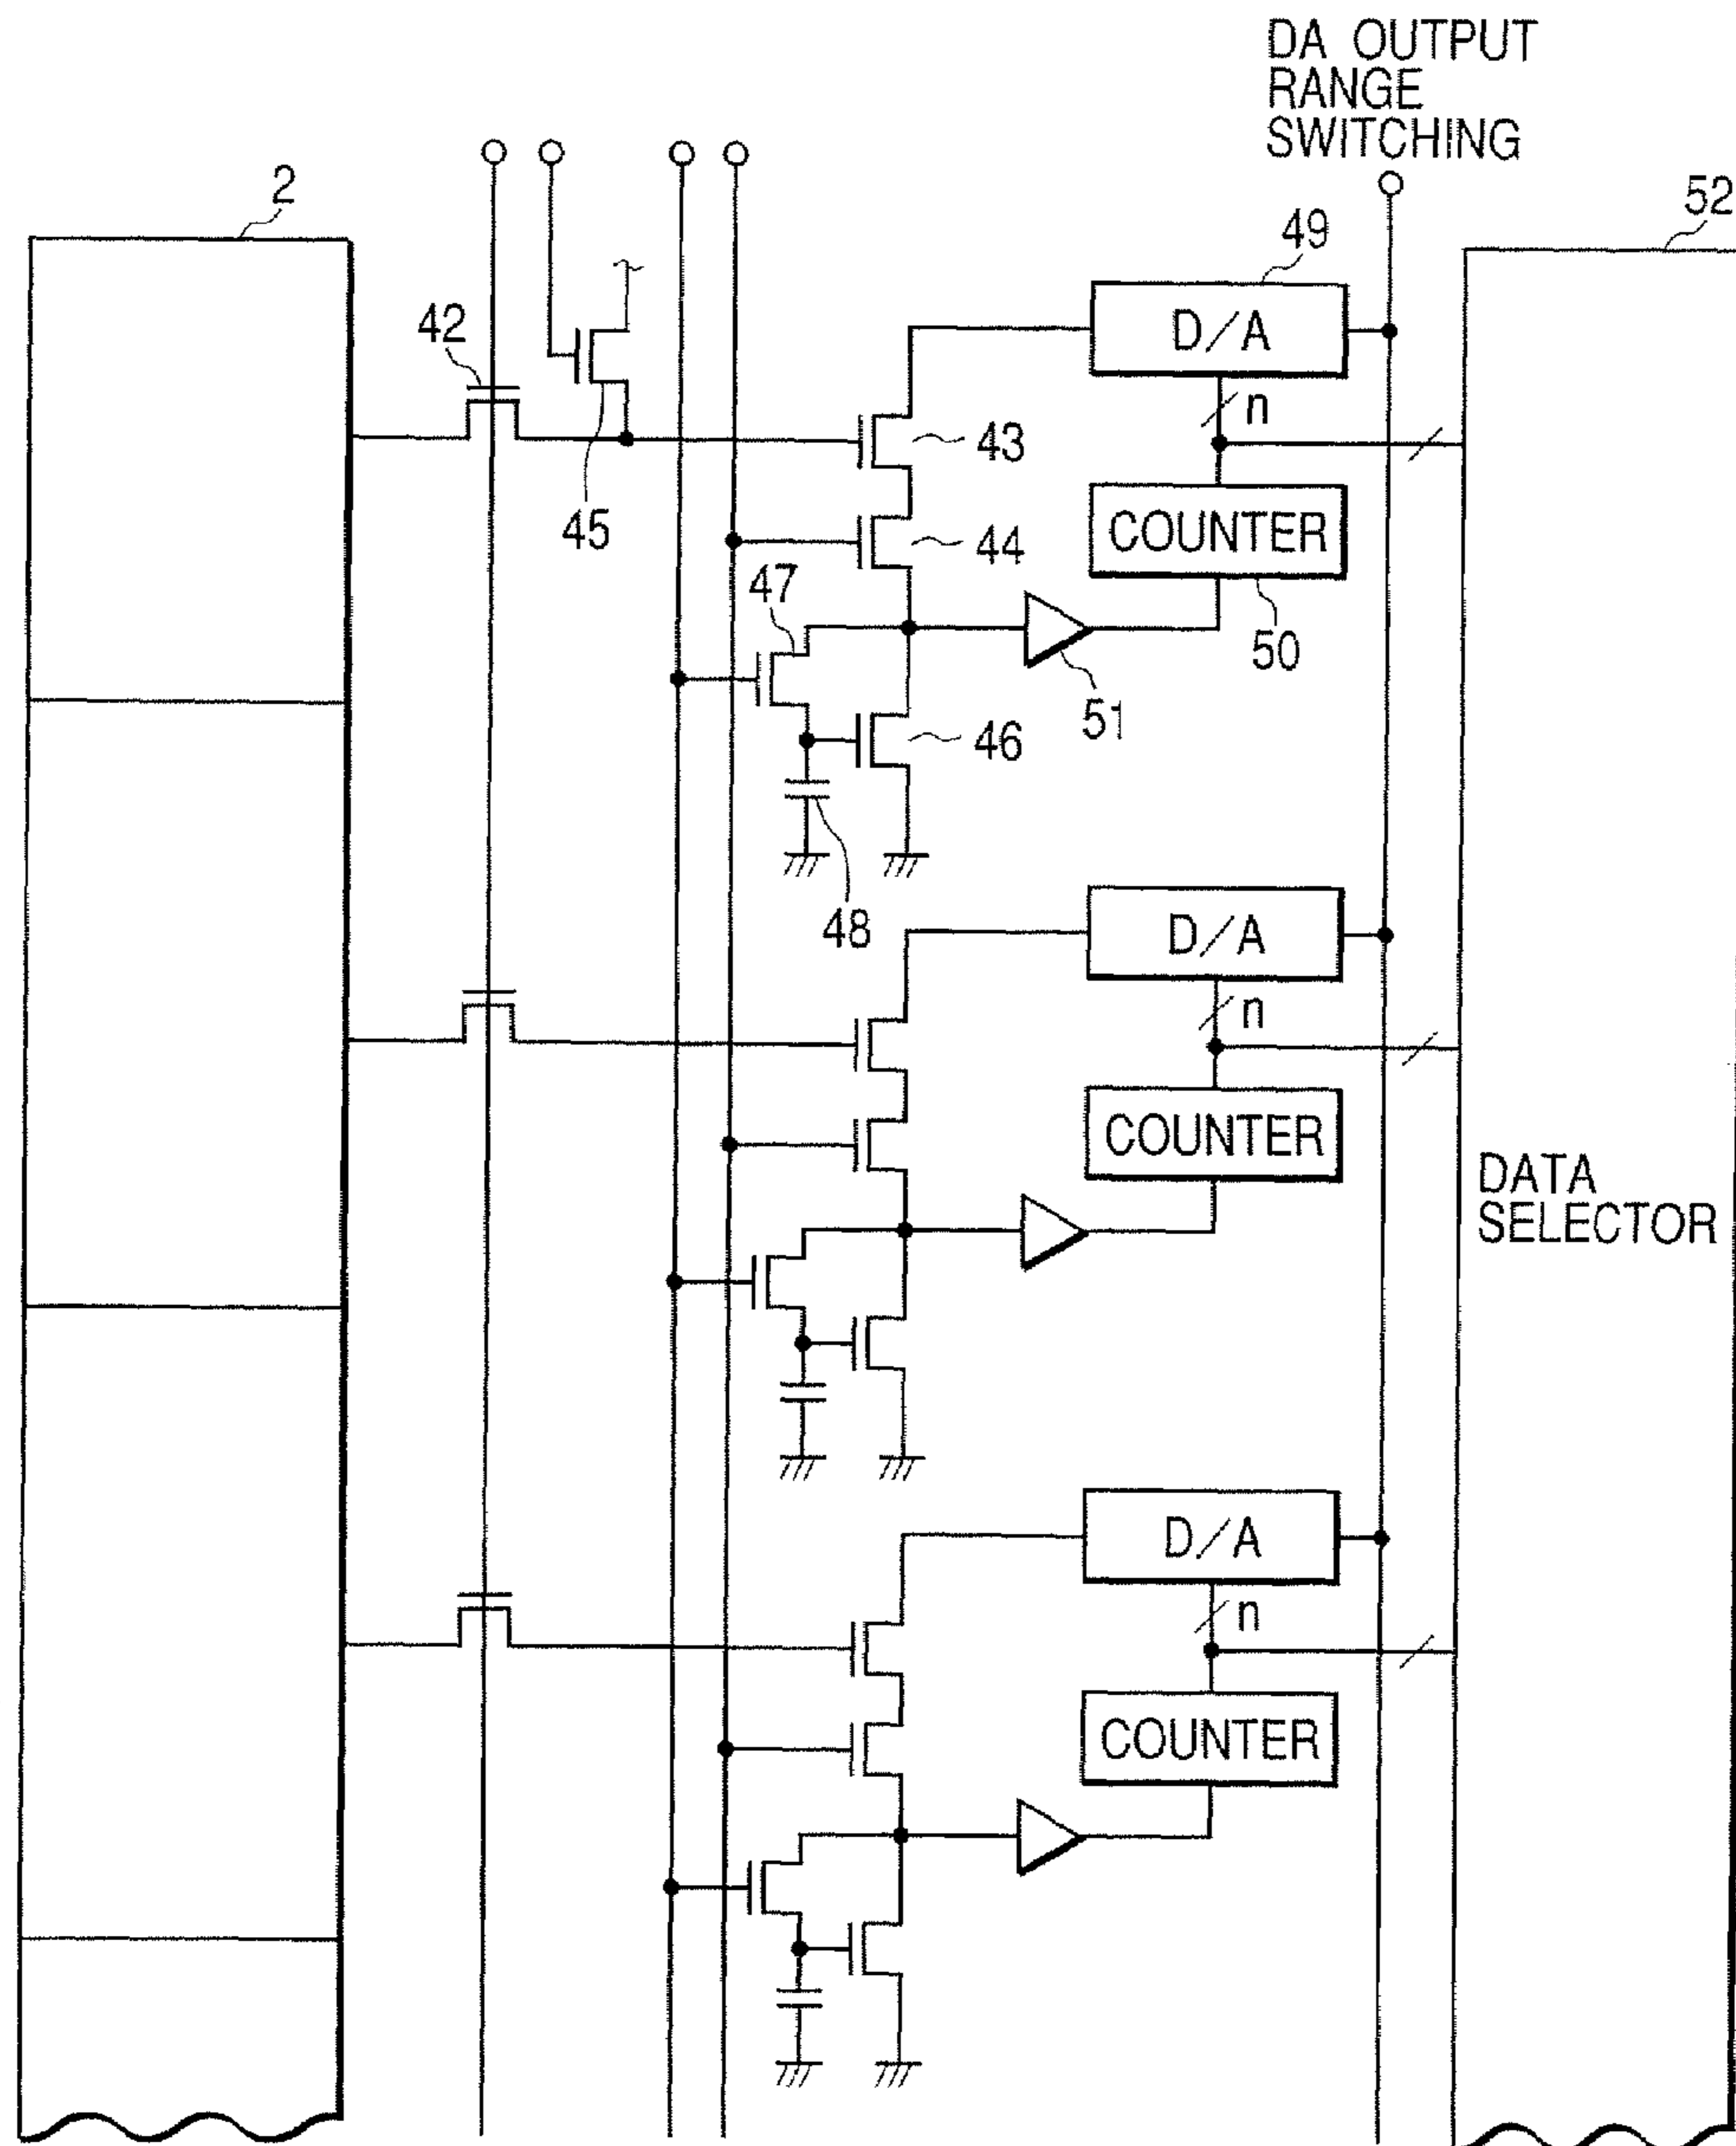 DA OUTPUT
RANGE
SWITCHING
2
52
49
42
D/A
n
43
45
COUNTER
44
47
50
51
46
48
D/A
n
COUNTER
DATA
SELECTOR
D/A
n
COUNTER